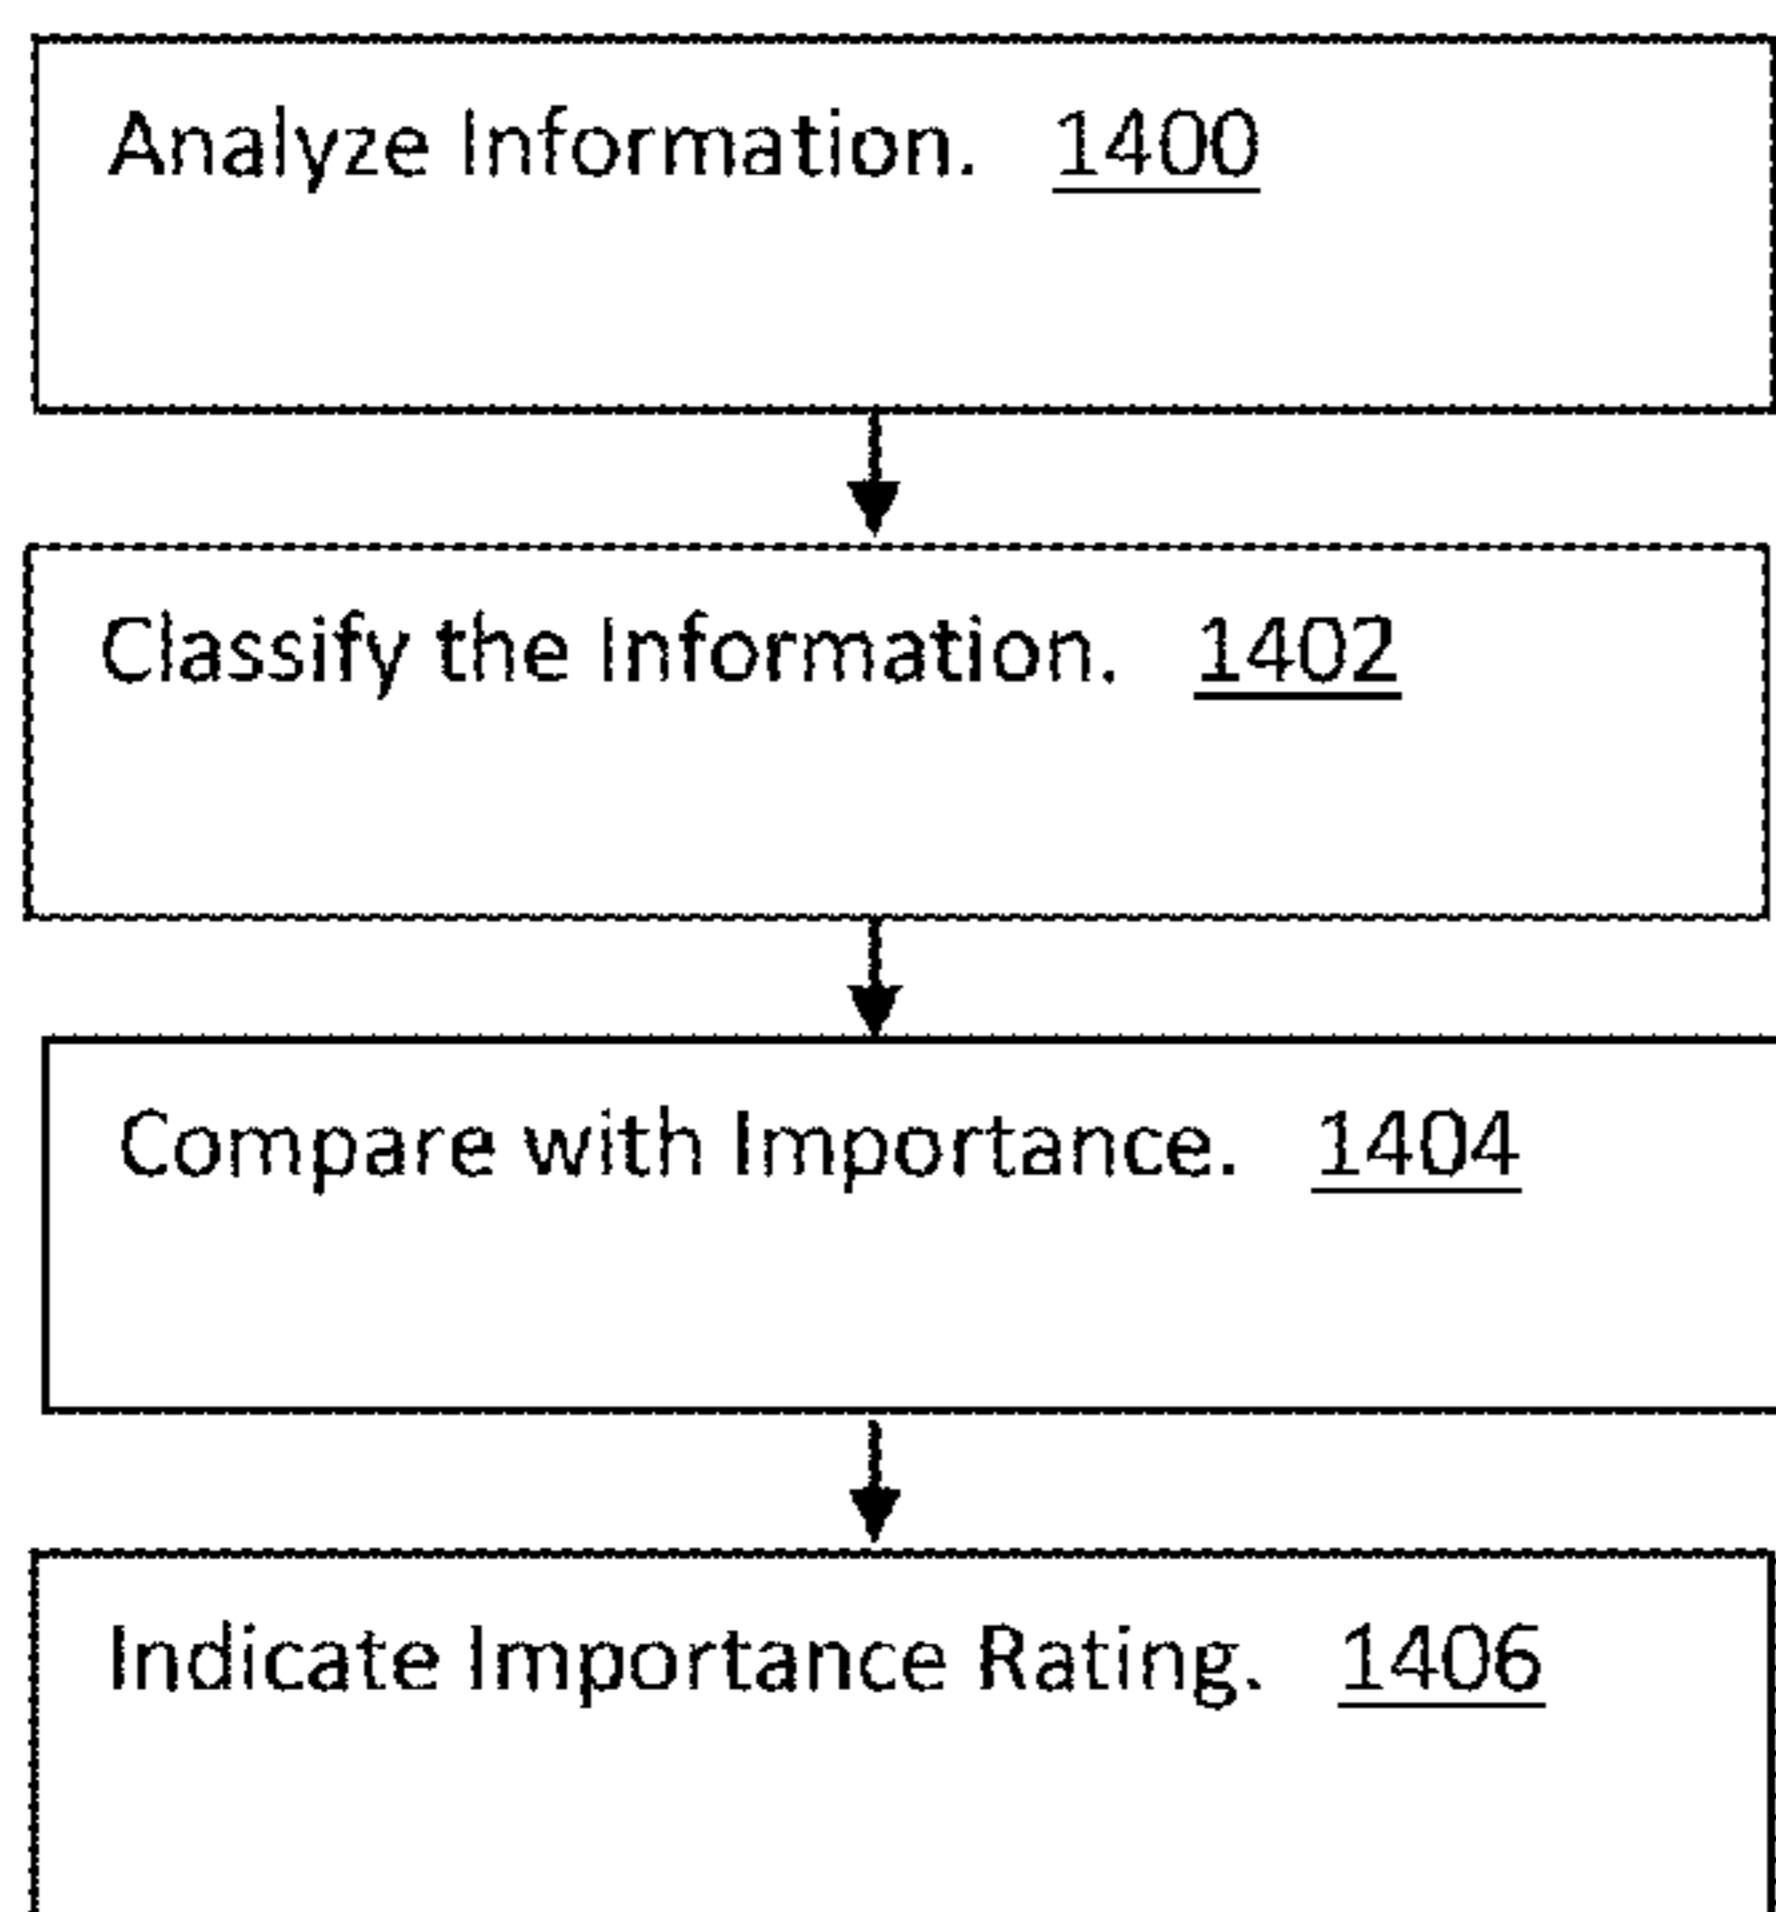 Analyze Information. 1400
Classify the Information. 1402
Compare with Importance. 1404
Indicate Importance Rating. 1406